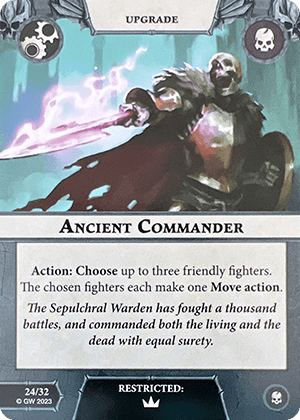 UPGRADE
ANCIENT COMMANDER
Action: Choose up to three friendly fighters.
The chosen fighters each make one Move action.
The Sepulchral Warden has fought a thousand
battles, and commanded both the living and the
dead with equal surety.
24/32
© GW 2023
RESTRICTED: